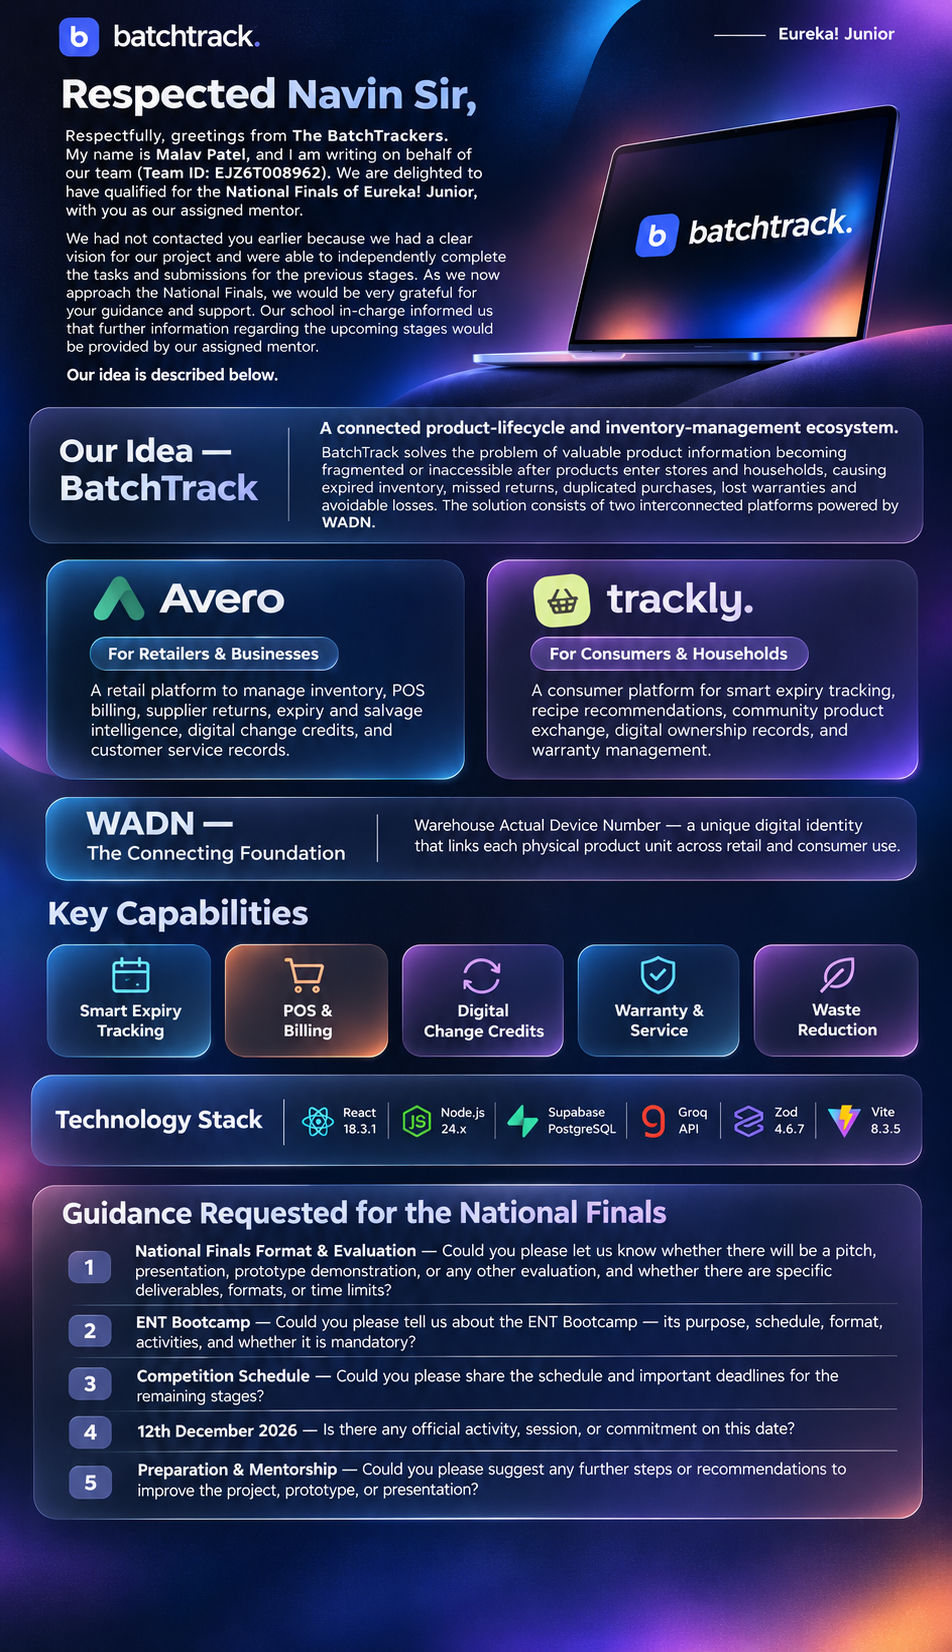 b batchtrack.
Eureka! Junior
Respected Navin Sir,
Respectfully, greetings from The BatchTrackers.
My name is Malav Patel, and I am writing on behalf of
our team (Team ID: EJZ6T008962). We are delighted to
have qualified for the National Finals of Eureka! Junior,
with you as our assigned mentor.
We had not contacted you earlier because we had a clear
vision for our project and were able to independently complete
the tasks and submissions for the previous stages. As we now
approach the National Finals, we would be very grateful for
your guidance and support. Our school in-charge informed us
that further information regarding the upcoming stages would
be provided by our assigned mentor.
Our idea is described below.
b batchtrack.
Our Idea —
BatchTrack
A connected product-lifecycle and inventory-management ecosystem.
BatchTrack solves the problem of valuable product information becoming
fragmented or inaccessible after products enter stores and households, causing
expired inventory, missed returns, duplicated purchases, lost warranties and
avoidable losses. The solution consists of two interconnected platforms powered by
WADN.
Avero
For Retailers & Businesses
A retail platform to manage inventory, POS
billing, supplier returns, expiry and salvage
intelligence, digital change credits, and
customer service records.
trackly.
For Consumers & Households
A consumer platform for smart expiry tracking,
recipe recommendations, community product
exchange, digital ownership records, and
warranty management.
WADN —
The Connecting Foundation
Warehouse Actual Device Number — a unique digital identity
that links each physical product unit across retail and consumer use.
Key Capabilities
Smart Expiry
Tracking
POS &
Billing
Digital
Change Credits
Warranty &
Service
Waste
Reduction
Technology Stack
React
18.3.1
JS
Node.js
24.x
Supabase
PostgreSQL
Groq
API
Zod
4.6.7
Vite
8.3.5
Guidance Requested for the National Finals
1
National Finals Format & Evaluation — Could you please let us know whether there will be a pitch,
presentation, prototype demonstration, or any other evaluation, and whether there are specific
deliverables, formats, or time limits?
2
ENT Bootcamp — Could you please tell us about the ENT Bootcamp — its purpose, schedule, format,
activities, and whether it is mandatory?
3
Competition Schedule — Could you please share the schedule and important deadlines for the
remaining stages?
4
12th December 2026 — Is there any official activity, session, or commitment on this date?
5
Preparation & Mentorship — Could you please suggest any further steps or recommendations to
improve the project, prototype, or presentation?